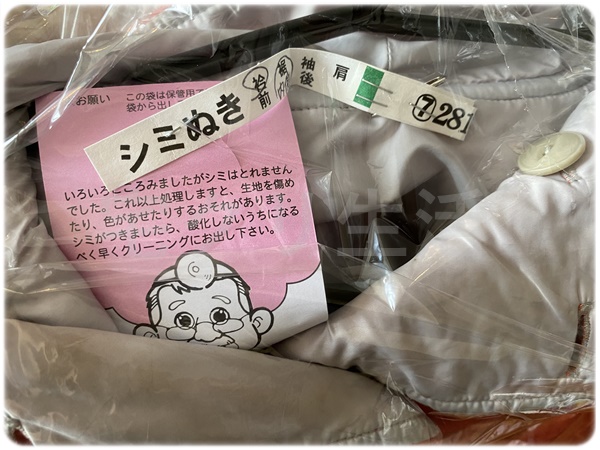 お願い
この袋は保管用で
袋から出し
シミぬき
衿
前
袖
後
肩
⑦281
いろいろこころみましたがシミはとれません
でした。これ以上処理しますと、生地を傷め
たり、色があせたりするおそれがあります。
シミがつきましたら、酸化しないうちになる
べく早くクリーニングにお出し下さい。
生活